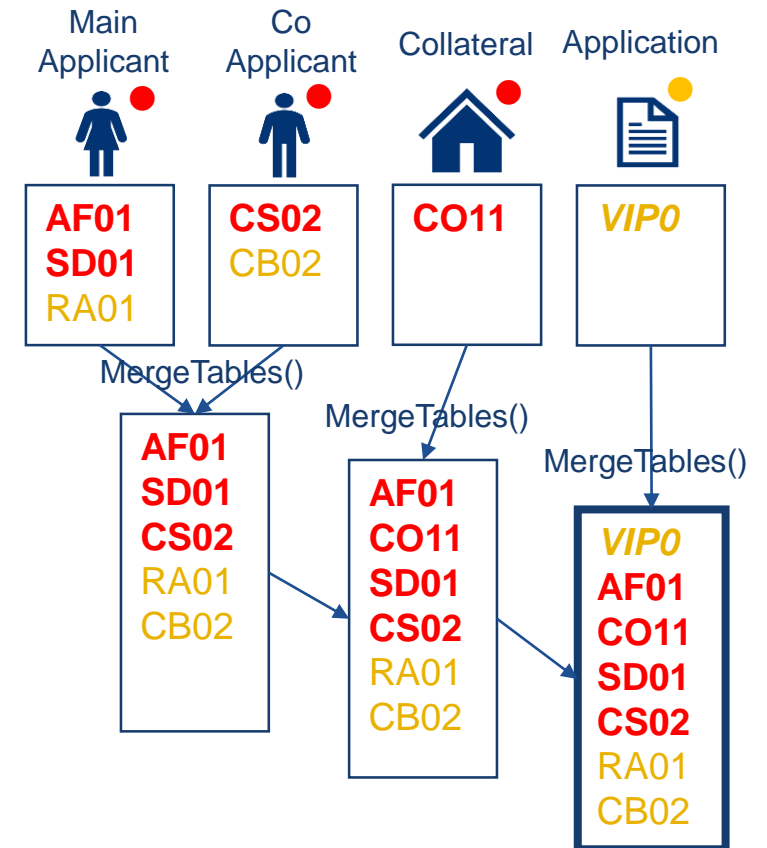 Main
Applicant
Co
Applicant
Collateral
Application
AF01
SD01
RA01
CS02
CB02
CO11
VIP0
MergeTables()
MergeTables()
MergeTables()
AF01
SD01
CS02
RA01
CB02
AF01
CO11
SD01
CS02
RA01
CB02
VIP0
AF01
CO11
SD01
CS02
RA01
CB02